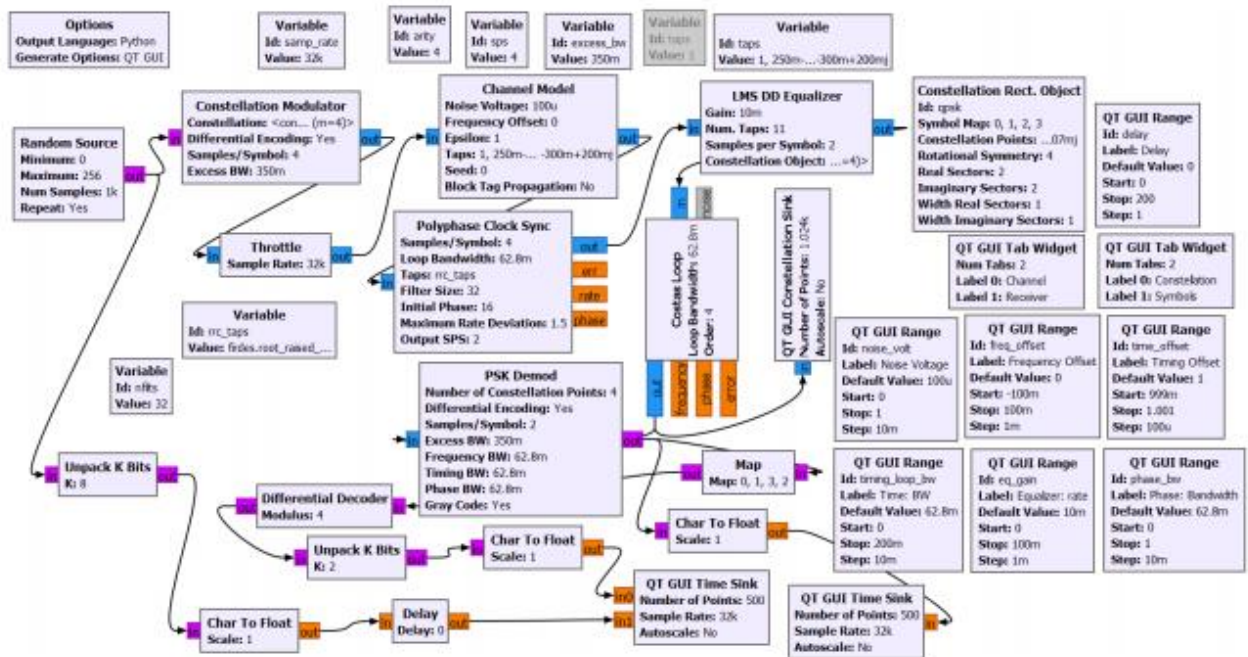 Options
Output Language: Python
Generate Options: QT GUI
Variable
Id: samp_rate
Value: 32k
Variable
Id: arity
Value: 4
Variable
Id: sps
Value: 4
Variable
Id: excess_bw
Value: 350m
Variable
Id: taps
Value: 1
Variable
Id: taps
Value: 1, 250m-...-300m+200mj
Random Source
Minimum: 0
Maximum: 256
Num Samples: 1k
Repeat: Yes
out
in
Constellation Modulator
Constellation: <con... (m=4)>
Differential Encoding: Yes
Samples/Symbol: 4
Excess BW: 350m
out
in
Channel Model
Noise Voltage: 100u
Frequency Offset: 0
Epsilon: 1
Taps: 1, 250m-... -300m+200mj
Seed: 0
Block Tag Propagation: No
out
in
LMS DD Equalizer
Gain: 10m
Num. Taps: 11
Samples per Symbol: 2
Constellation Object: ...=4)>
out
Constellation Rect. Object
Id: qpsk
Symbol Map: 0, 1, 2, 3
Constellation Points: ....07mj
Rotational Symmetry: 4
Real Sectors: 2
Imaginary Sectors: 2
Width Real Sectors: 1
Width Imaginary Sectors: 1
QT GUI Range
Id: delay
Label: Delay
Default Value: 0
Start: 0
Stop: 200
Step: 1
in
Throttle
Sample Rate: 32k
out
in
Polyphase Clock Sync
Samples/Symbol: 4
Loop Bandwidth: 62.8m
Taps: rrc_taps
Filter Size: 32
Initial Phase: 16
Maximum Rate Deviation: 1.5
Output SPS: 2
out
err
rate
phase
in
noise
Costas Loop
Loop Bandwidth: 62.8m
Order: 4
out
frequency
phase
error
QT GUI Constellation Sink
Number of Points: 1.024k
Autoscale: No
in
QT GUI Tab Widget
Num Tabs: 2
Label 0: Channel
Label 1: Receiver
QT GUI Tab Widget
Num Tabs: 2
Label 0: Constelation
Label 1: Symbols
Variable
Id: rrc_taps
Value: firdes.root_raised_...
Variable
Id: nfilts
Value: 32
in
PSK Demod
Number of Constellation Points: 4
Differential Encoding: Yes
Samples/Symbol: 2
Excess BW: 350m
Frequency BW: 62.8m
Timing BW: 62.8m
Phase BW: 62.8m
Gray Code: Yes
out
QT GUI Range
Id: noise_volt
Label: Noise Voltage
Default Value: 100u
Start: 0
Stop: 1
Step: 10m
QT GUI Range
Id: freq_offset
Label: Frequency Offset
Default Value: 0
Start: -100m
Stop: 100m
Step: 1m
QT GUI Range
Id: time_offset
Label: Timing Offset
Default Value: 1
Start: 999m
Stop: 1.001
Step: 100u
in
Unpack K Bits
K: 8
out
out
Differential Decoder
Modulus: 4
in
out
Map
Map: 0, 1, 3, 2
in
in
Unpack K Bits
K: 2
out
in
Char To Float
Scale: 1
out
in
Char To Float
Scale: 1
out
QT GUI Range
Id: timing_loop_bw
Label: Time: BW
Default Value: 62.8m
Start: 0
Stop: 200m
Step: 10m
QT GUI Range
Id: eq_gain
Label: Equalizer: rate
Default Value: 10m
Start: 0
Stop: 100m
Step: 1m
QT GUI Range
Id: phase_bw
Label: Phase: Bandwidth
Default Value: 62.8m
Start: 0
Stop: 1
Step: 10m
in
Char To Float
Scale: 1
out
in
Delay
Delay: 0
out
in0
in1
QT GUI Time Sink
Number of Points: 500
Sample Rate: 32k
Autoscale: No
QT GUI Time Sink
Number of Points: 500
Sample Rate: 32k
Autoscale: No
in